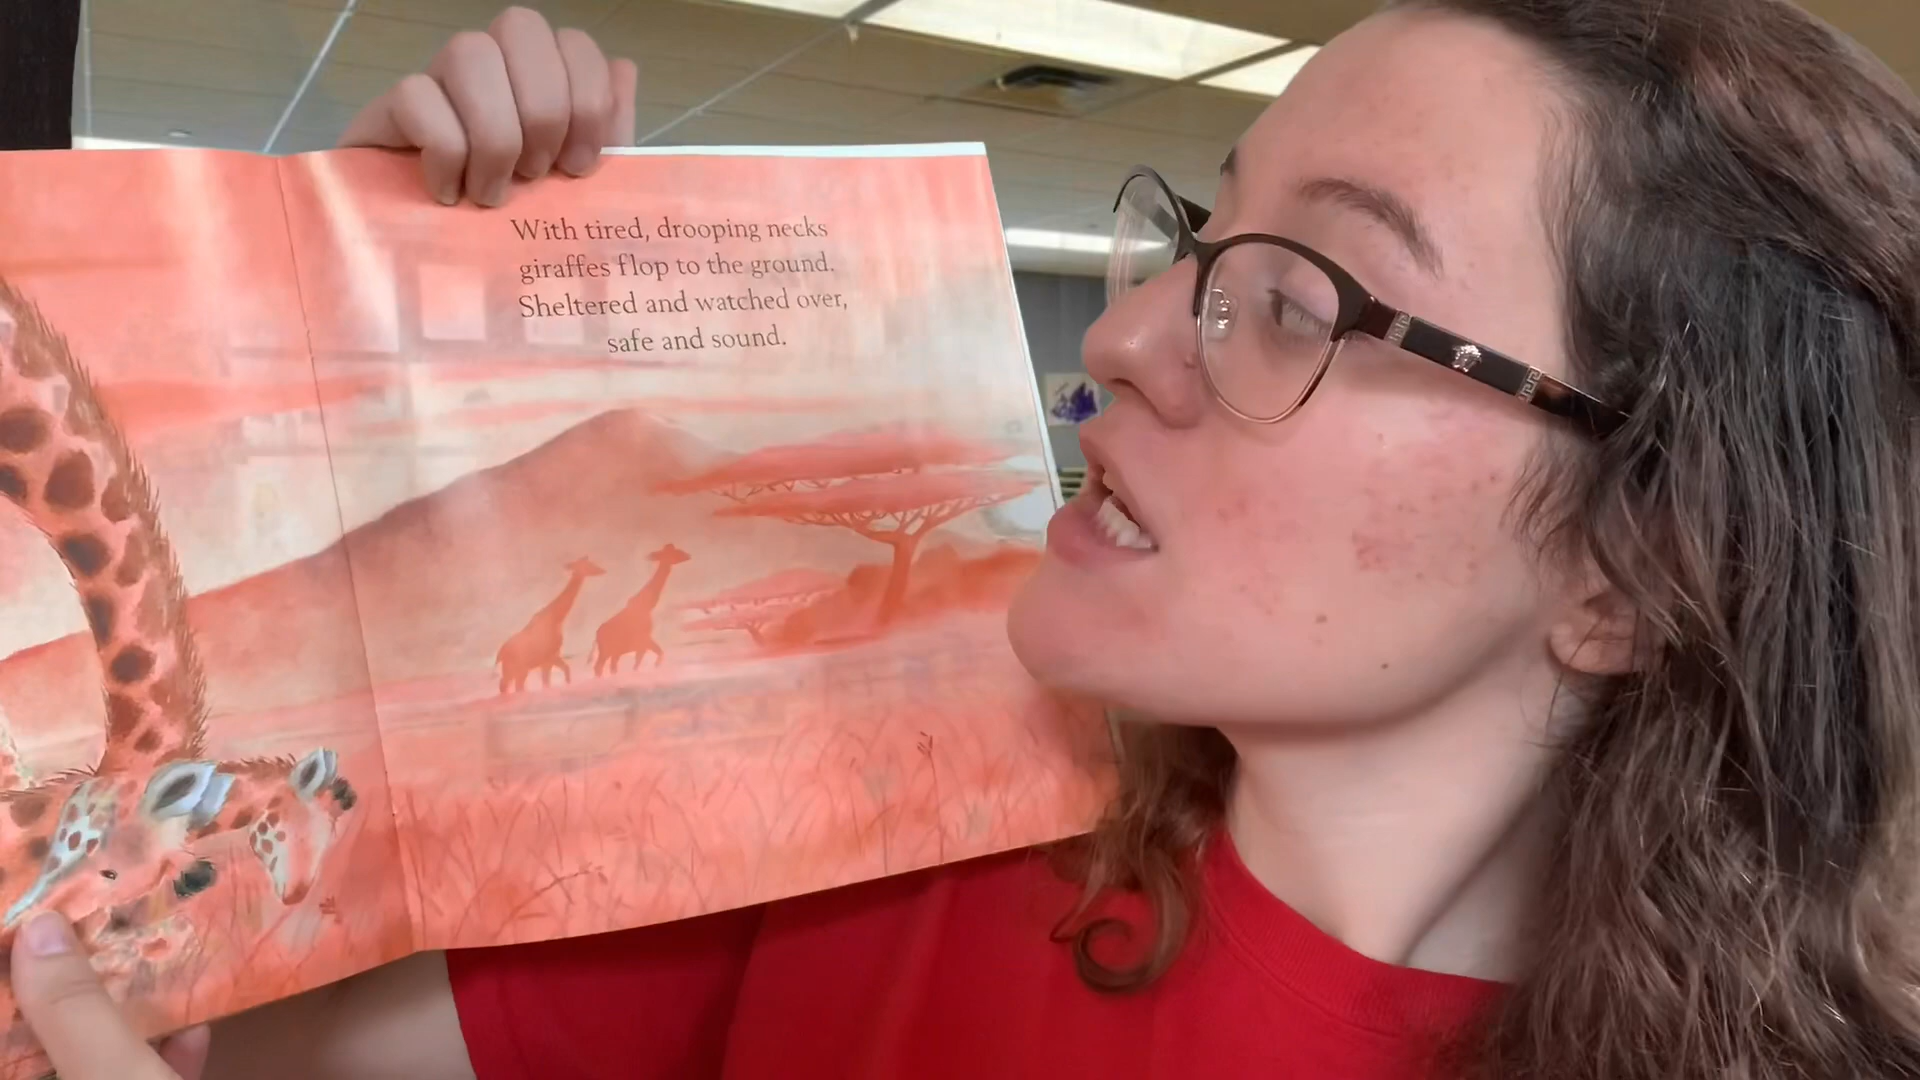 With tired, drooping necks
giraffes flop to the ground.
Sheltered and watched over,
safe and sound.